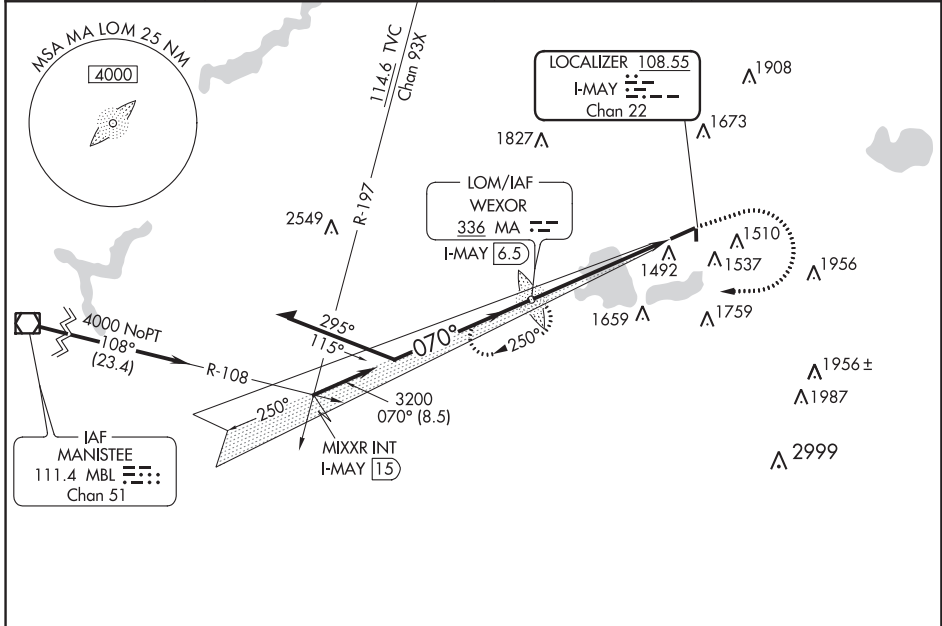 MSA MA LOM 25 NM
4000
114.6 TVC
Chan 93X
R-197
LOCALIZER 108.55
I-MAY
Chan 22
1908
1673
1827
LOM/IAF
WEXOR
336 MA
I-MAY 6.5
2549
1510
1492
1537
1956
1659
1759
4000 NoPT
108°
(23.4)
R-108
295°
115°
070°
250°
250°
3200
070° (8.5)
MIXXR INT
I-MAY 15
IAF
MANISTEE
111.4 MBL
Chan 51
1956 ±
1987
2999